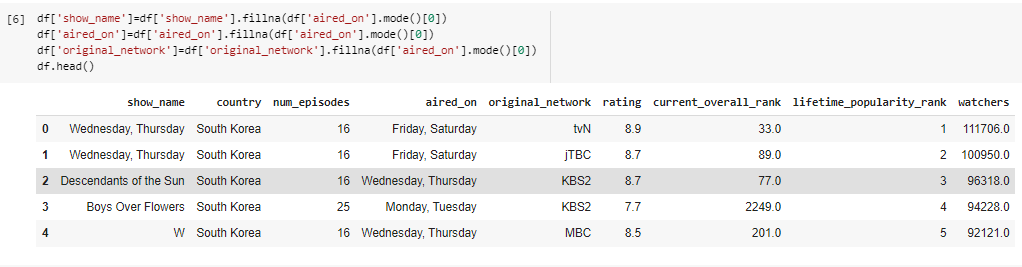 [6] df['show_name']=df['show_name'].fillna(df['aired_on'].mode()[0])
df['aired_on']=df['aired_on'].fillna(df['aired_on'].mode()[0])
df['original_network']=df['original_network'].fillna(df['aired_on'].mode()[0])
df.head()
show_name country num_episodes aired_on original_network rating current_overall_rank lifetime_popularity_rank watchers
0 Wednesday, Thursday South Korea 16 Friday, Saturday tvN 8.9 33.0 1 111706.0
1 Wednesday, Thursday South Korea 16 Friday, Saturday jTBC 8.7 89.0 2 100950.0
2 Descendants of the Sun South Korea 16 Wednesday, Thursday KBS2 8.7 77.0 3 96318.0
3 Boys Over Flowers South Korea 25 Monday, Tuesday KBS2 7.7 2249.0 4 94228.0
4 W South Korea 16 Wednesday, Thursday MBC 8.5 201.0 5 92121.0